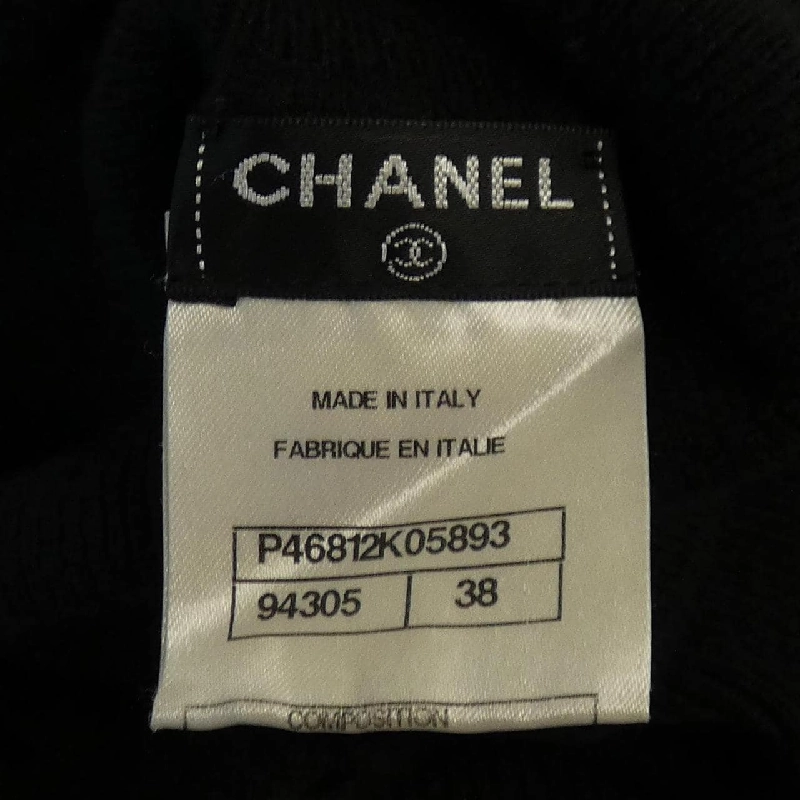 CHANEL
MADE IN ITALY
FABRIQUE EN ITALIE
P46812K05893
94305 38
COMPOSITION